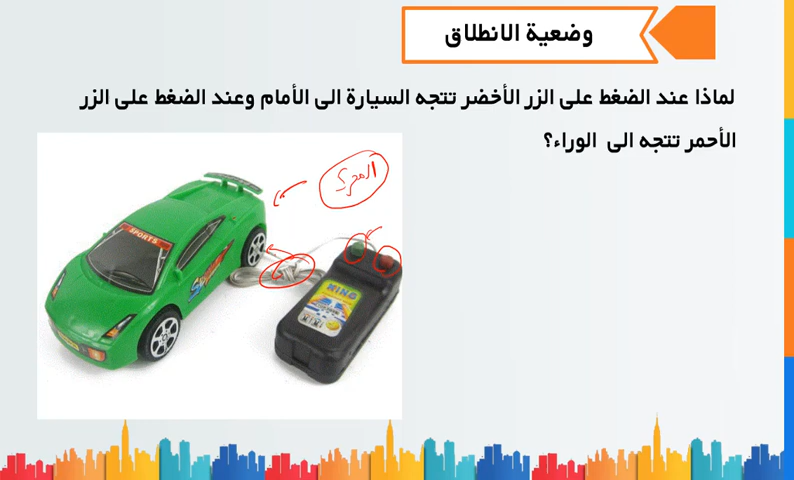 وضعية الانطلاق
لماذا عند الضغط على الزر الأخضر تتجه السيارة الى الأمام وعند الضغط على الزر
الأحمر تتجه الى الوراء؟
المحرك
SPORTS
KING